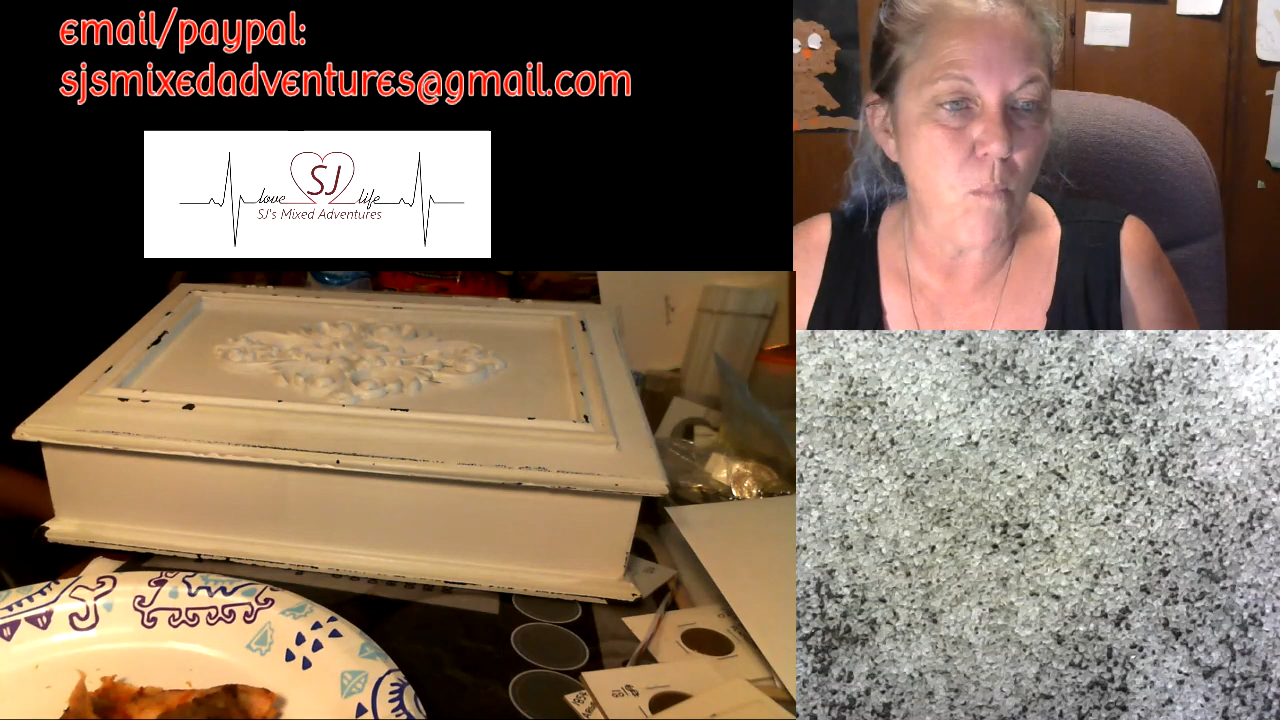 email/paypal:
sjsmixedadventures@gmail.com
SJ
love life
SJ's Mixed Adventures